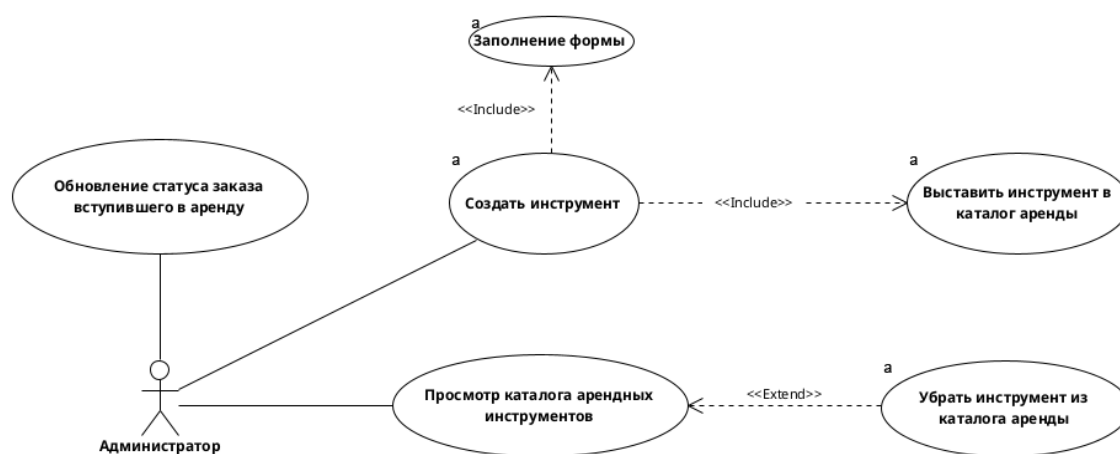 a
Заполнение формы
<<Include>>
Обновление статуса заказа
вступившего в аренду
a
Создать инструмент
<<Include>>
a
Выставить инструмент в
каталог аренды
Администратор
Просмотр каталога арендных
инструментов
<<Extend>>
a
Убрать инструмент из
каталога аренды